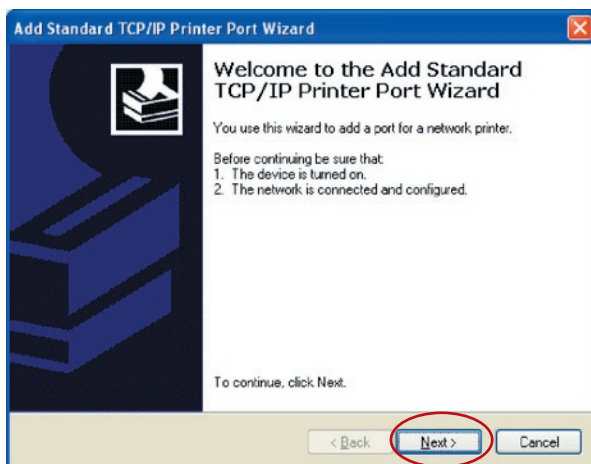 Add Standard TCP/IP Printer Port Wizard
Welcome to the Add Standard
TCP/IP Printer Port Wizard
You use this wizard to add a port for a network printer.
Before continuing be sure that:
1. The device is turned on.
2. The network is connected and configured.
To continue, click Next.
< Back Next > Cancel